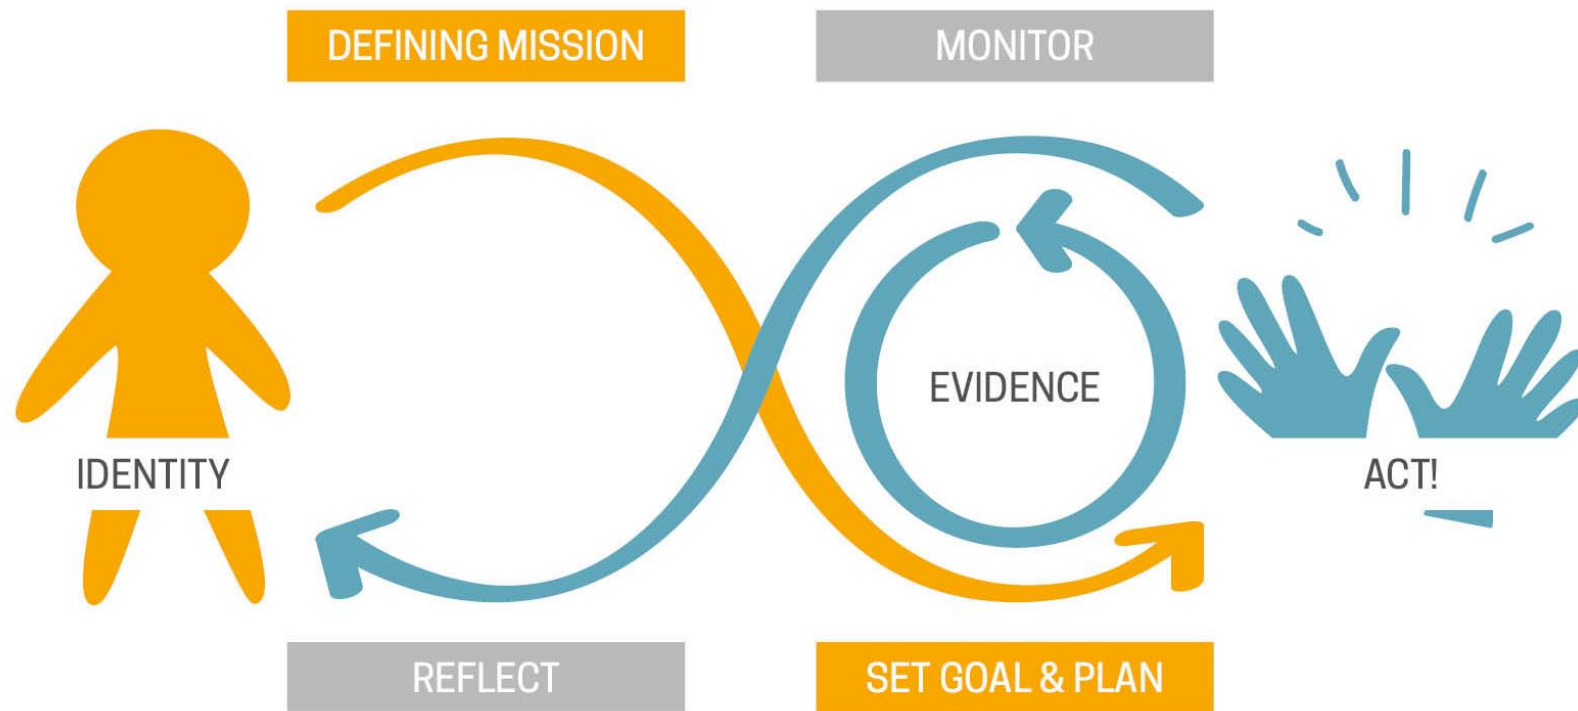 DEFINING MISSION
MONITOR
EVIDENCE
IDENTITY
ACT!
REFLECT
SET GOAL & PLAN